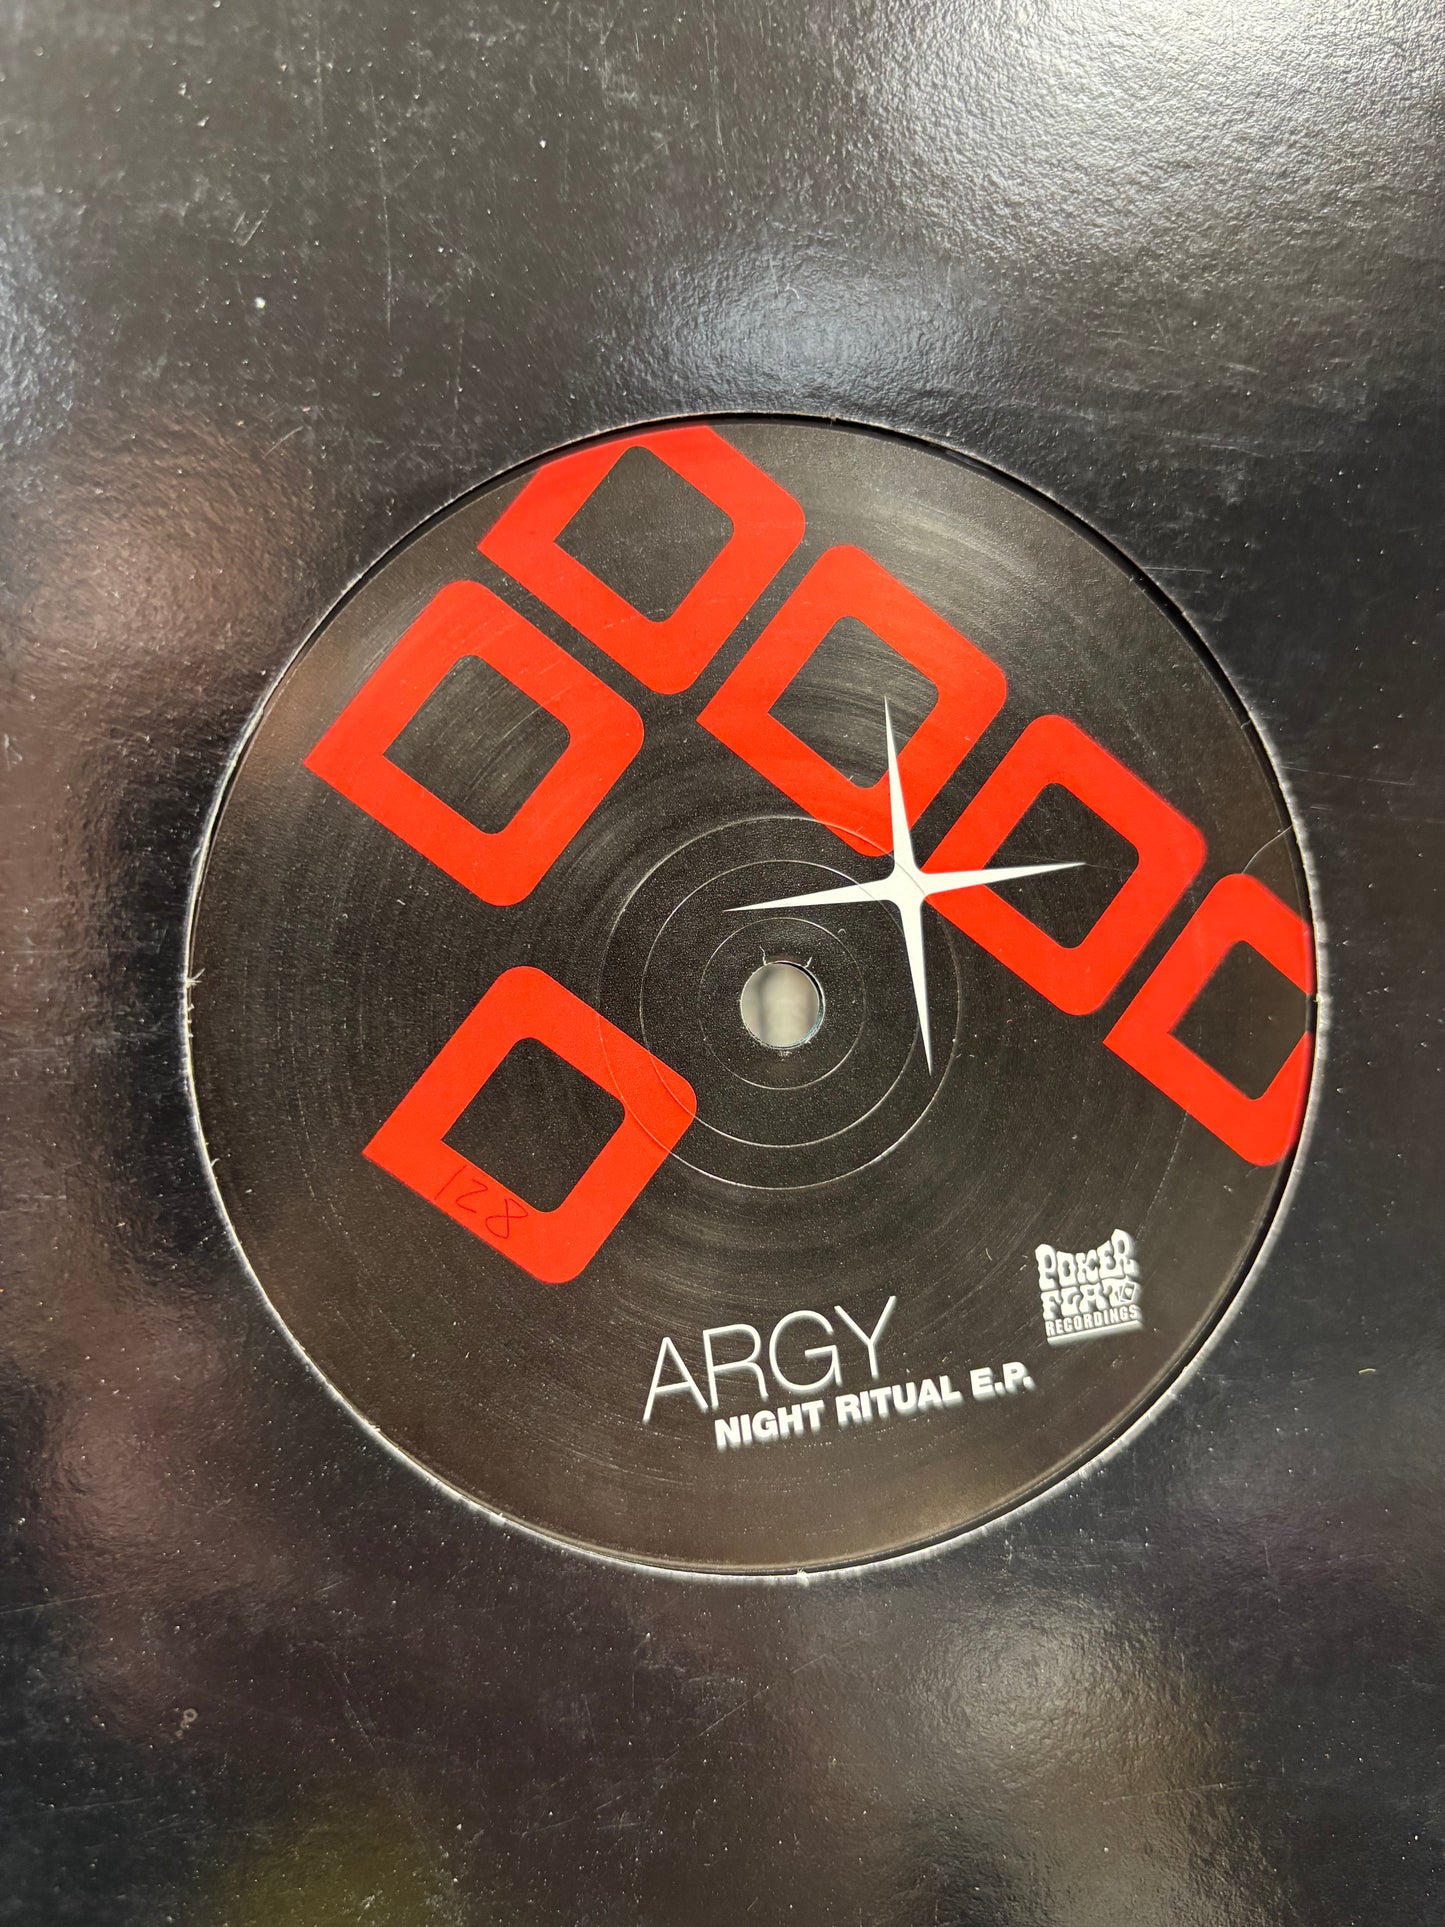 128
POKER
FLAT
RECORDINGS
ARGY
NIGHT RITUAL E.P.